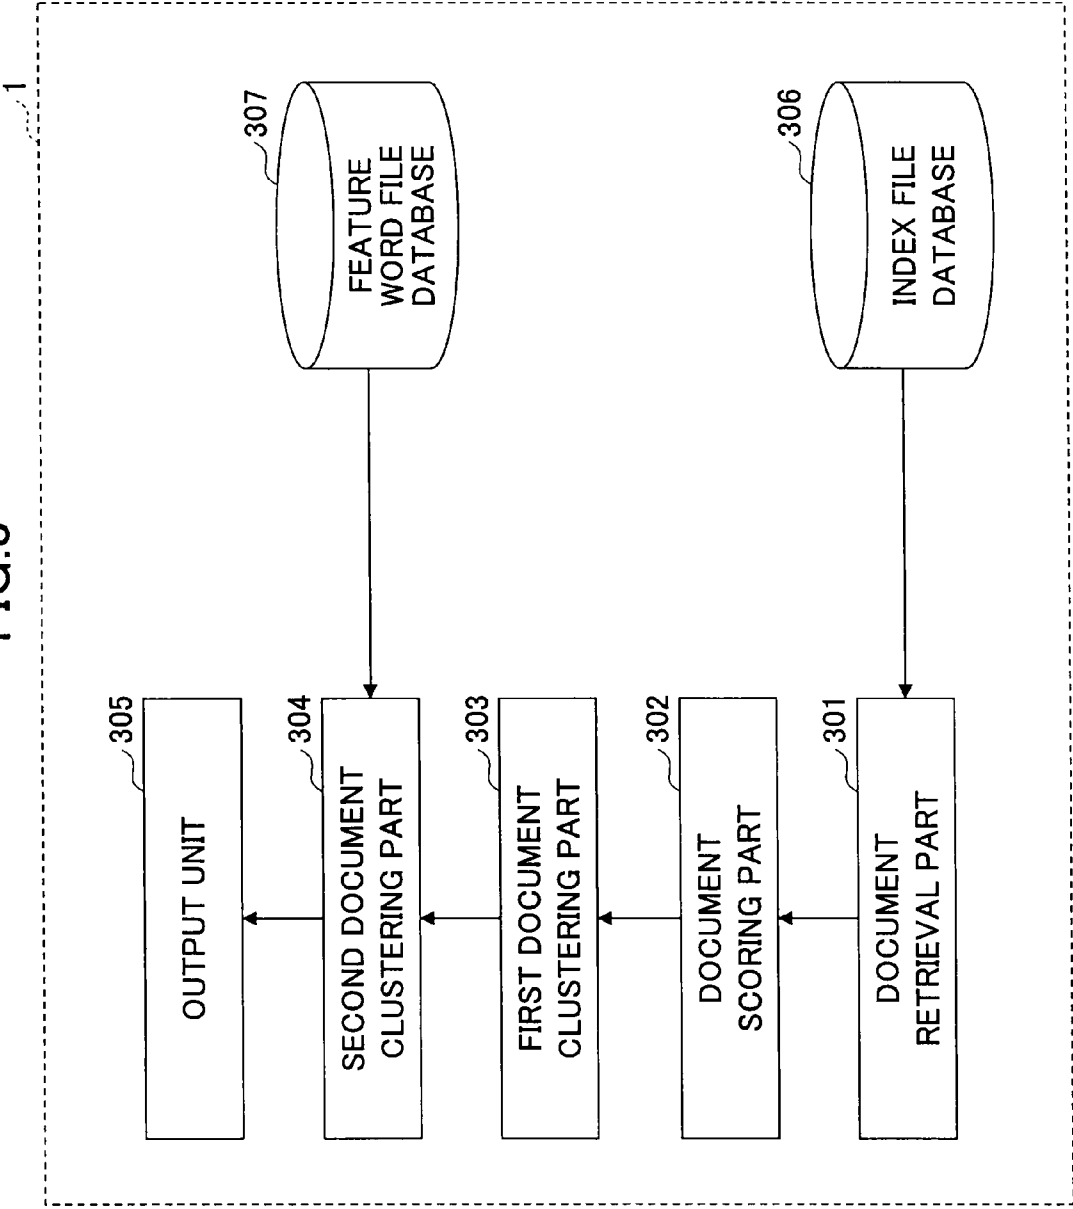 FIG.
1
305
OUTPUT UNIT
304
SECOND DOCUMENT
CLUSTERING PART
307
FEATURE
WORD FILE
DATABASE
303
FIRST DOCUMENT
CLUSTERING PART
302
DOCUMENT
SCORING PART
301
DOCUMENT
RETRIEVAL PART
306
INDEX FILE
DATABASE